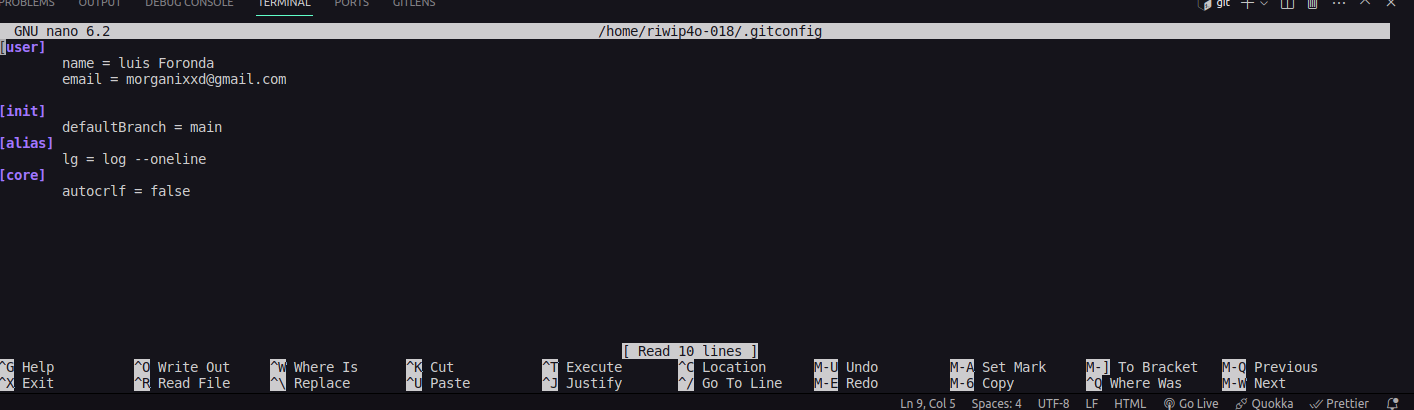 PROBLEMS OUTPUT DEBUG CONSOLE TERMINAL PORTS GITLENS git
GNU nano 6.2 /home/riwip4o-018/.gitconfig
[user]
name = luis Foronda
email = morganixxd@gmail.com
[init]
defaultBranch = main
[alias]
lg = log --oneline
[core]
autocrlf = false
[ Read 10 lines ]
^G Help ^O Write Out ^W Where Is ^K Cut ^T Execute ^C Location M-U Undo M-A Set Mark M-] To Bracket M-Q Previous
^X Exit ^R Read File ^\ Replace ^U Paste ^J Justify ^/ Go To Line M-E Redo M-6 Copy ^Q Where Was M-W Next
Ln 9, Col 5 Spaces: 4 UTF-8 LF HTML Go Live Quokka Prettier